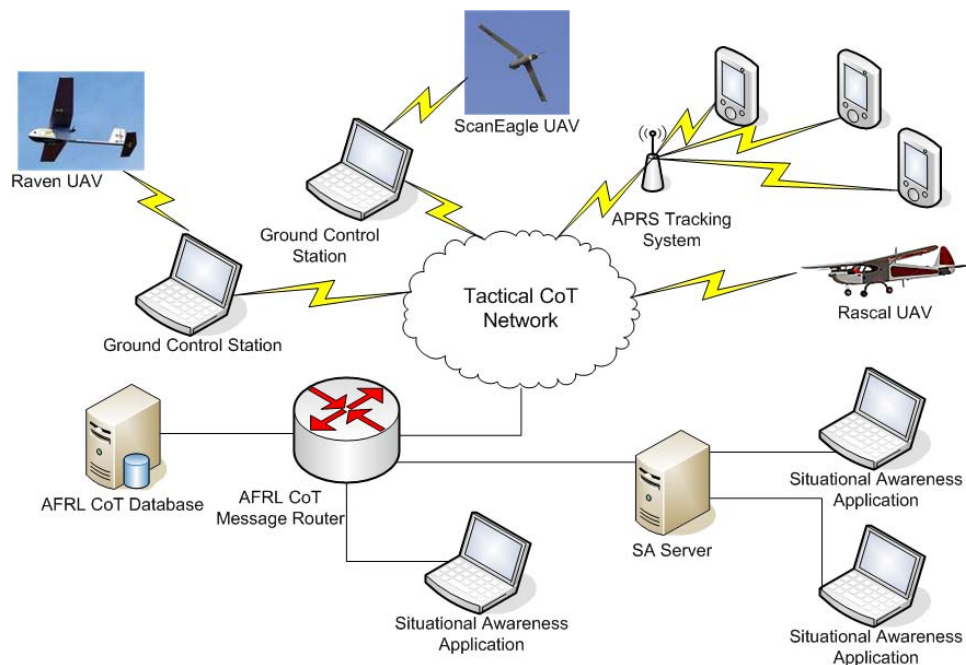 ScanEagle UAV
Raven UAV
Ground Control
Station
APRS Tracking
System
Tactical CoT
Network
Rascal UAV
Ground Control Station
AFRL CoT Database
AFRL CoT
Message Router
SA Server
Situational Awareness
Application
Situational Awareness
Application
Situational Awareness
Application